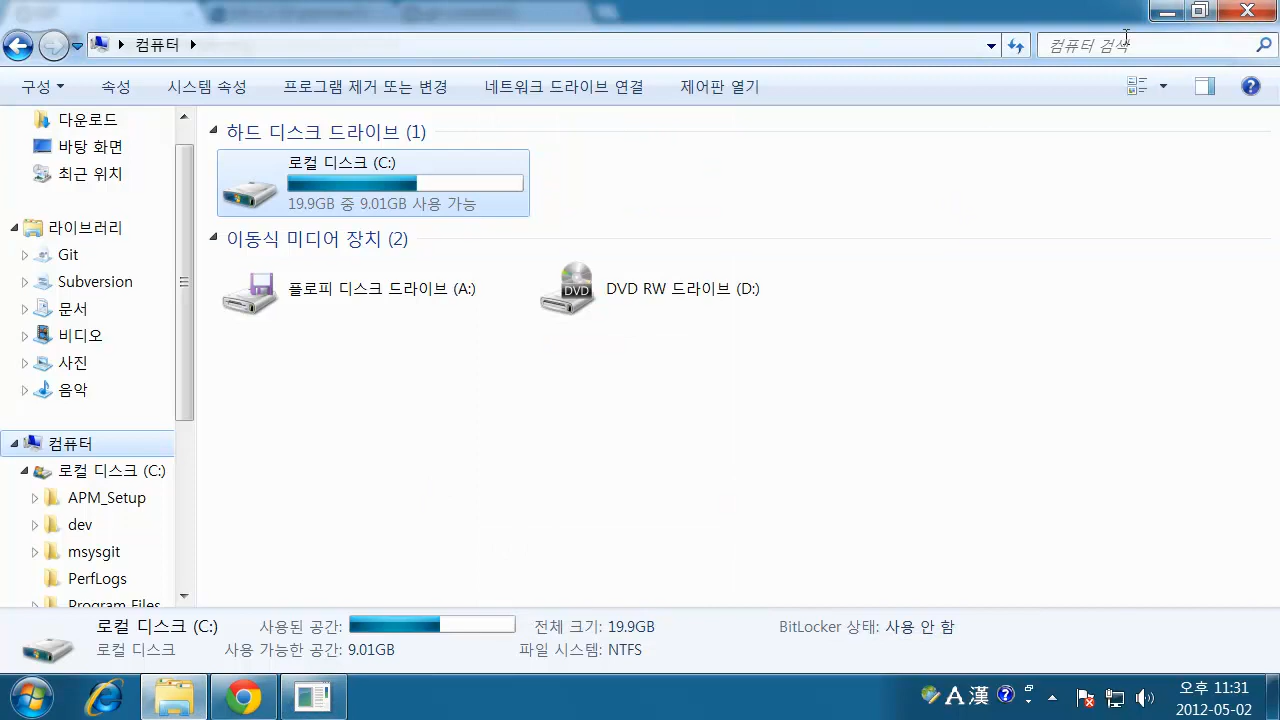 컴퓨터
컴퓨터 검색
구성 속성 시스템 속성 프로그램 제거 또는 변경 네트워크 드라이브 연결 제어판 열기
다운로드
바탕 화면
최근 위치
라이브러리
Git
Subversion
문서
비디오
사진
음악
컴퓨터
로컬 디스크 (C:)
APM_Setup
dev
msysgit
PerfLogs
Program Files
하드 디스크 드라이브 (1)
로컬 디스크 (C:)
19.9GB 중 9.01GB 사용 가능
이동식 미디어 장치 (2)
플로피 디스크 드라이브 (A:)
DVD
DVD RW 드라이브 (D:)
로컬 디스크 (C:) 사용된 공간: 전체 크기: 19.9GB BitLocker 상태: 사용 안 함
로컬 디스크 사용 가능한 공간: 9.01GB 파일 시스템: NTFS
A 漢
오후 11:31
2012-05-02